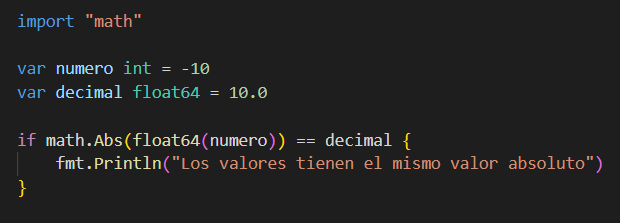 import "math"
var numero int = -10
var decimal float64 = 10.0
if math.Abs(float64(numero)) == decimal {
    fmt.Println("Los valores tienen el mismo valor absoluto")
}